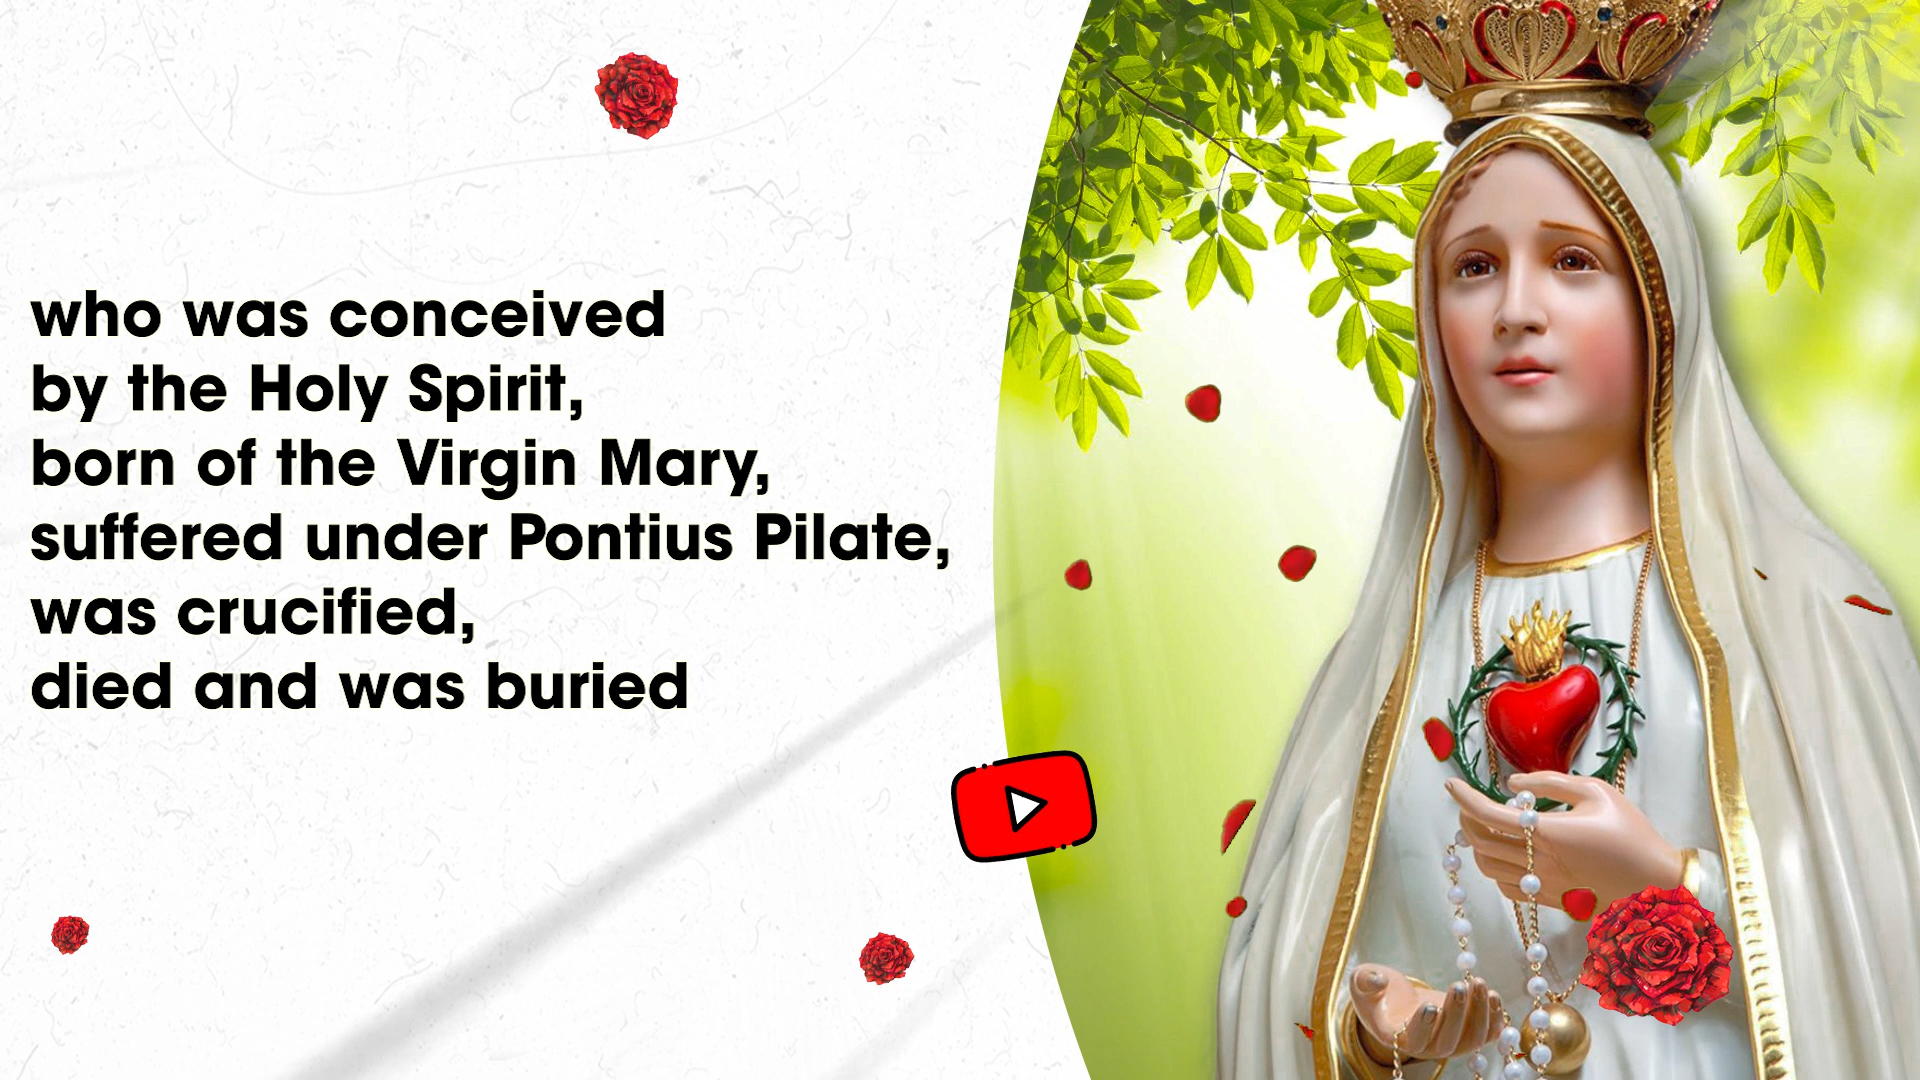 who was conceived
by the Holy Spirit,
born of the Virgin Mary,
suffered under Pontius Pilate,
was crucified,
died and was buried